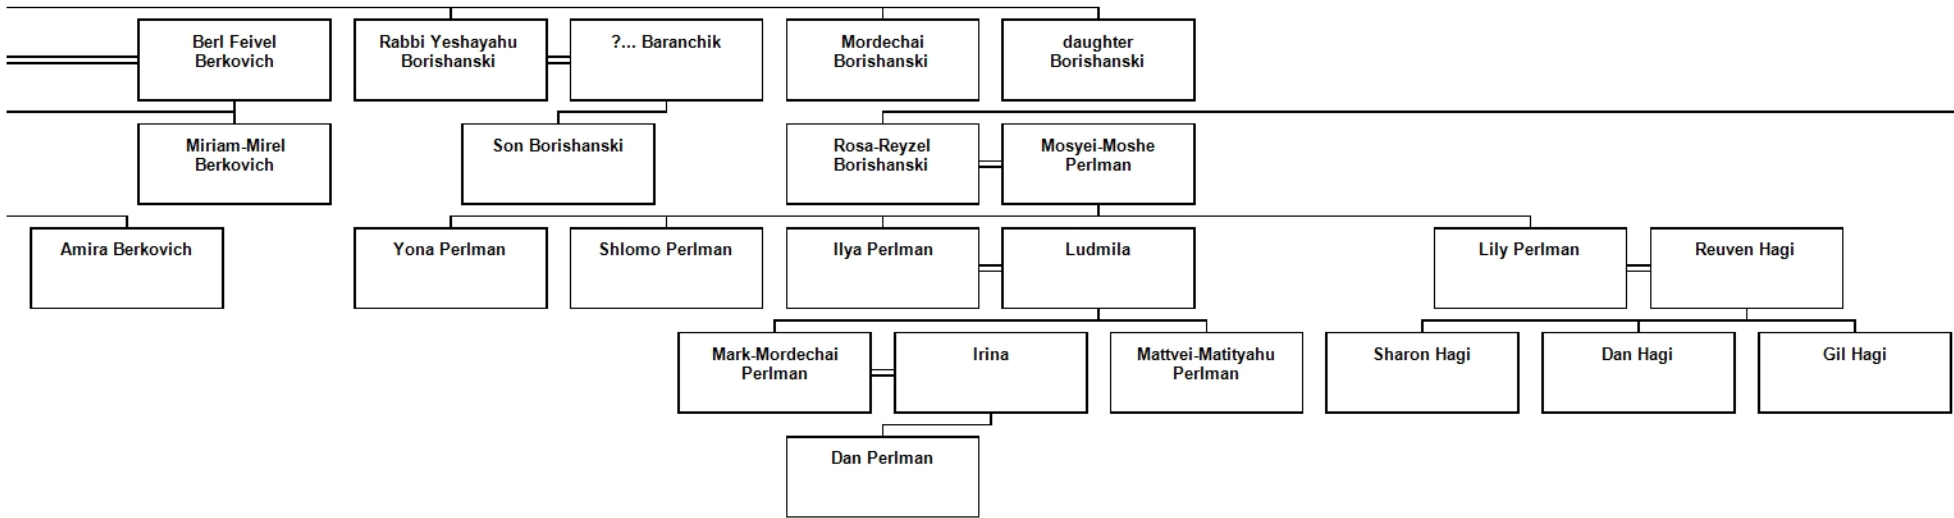 Berl Feivel
Berkovich
Rabbi Yeshayahu
Borishanski
?... Baranchik
Mordechai
Borishanski
daughter
Borishanski
Miriam-Mirel
Berkovich
Son Borishanski
Rosa-Reyzel
Borishanski
Mosyei-Moshe
Perlman
Amira Berkovich
Yona Perlman
Shlomo Perlman
Ilya Perlman
Ludmila
Lily Perlman
Reuven Hagi
Mark-Mordechai
Perlman
Irina
Mattvei-Matityahu
Perlman
Sharon Hagi
Dan Hagi
Gil Hagi
Dan Perlman